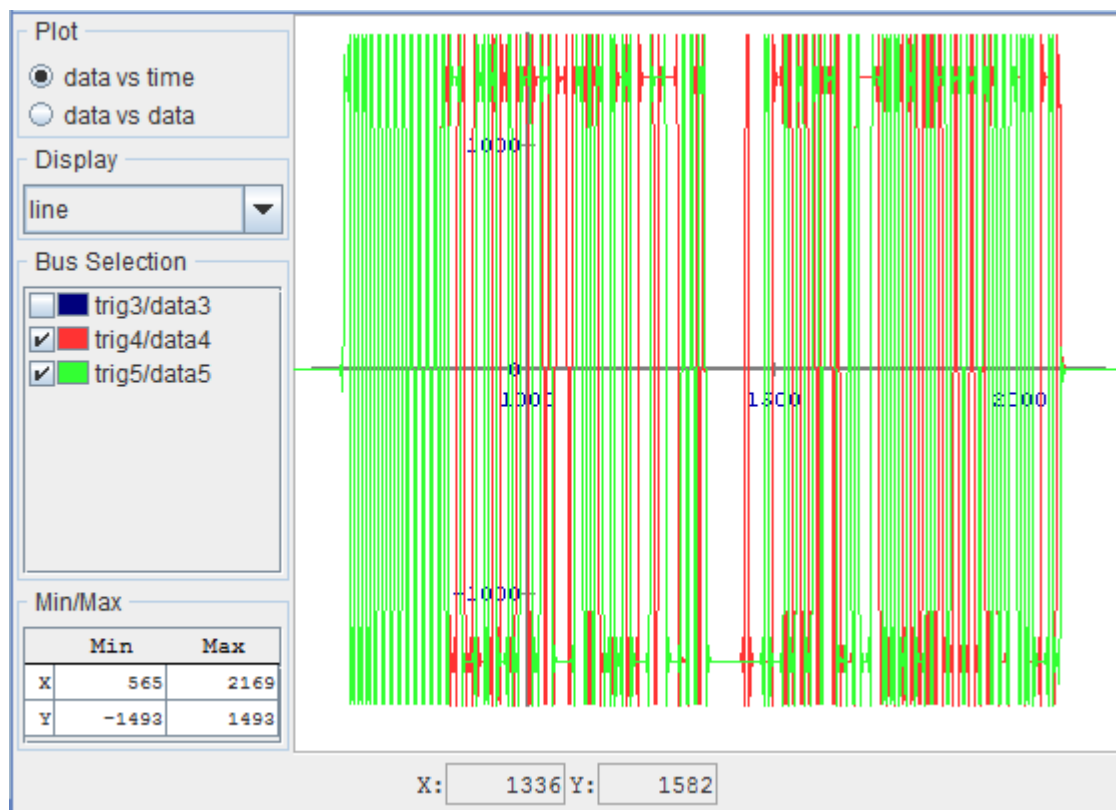 Plot
data vs time
data vs data
Display
line
Bus Selection
trig3/data3
trig4/data4
trig5/data5
Min/Max
Min Max
X 565 2169
Y -1493 1493
1000
0
1000 1500 2000
-1000
X: 1336 Y: 1582